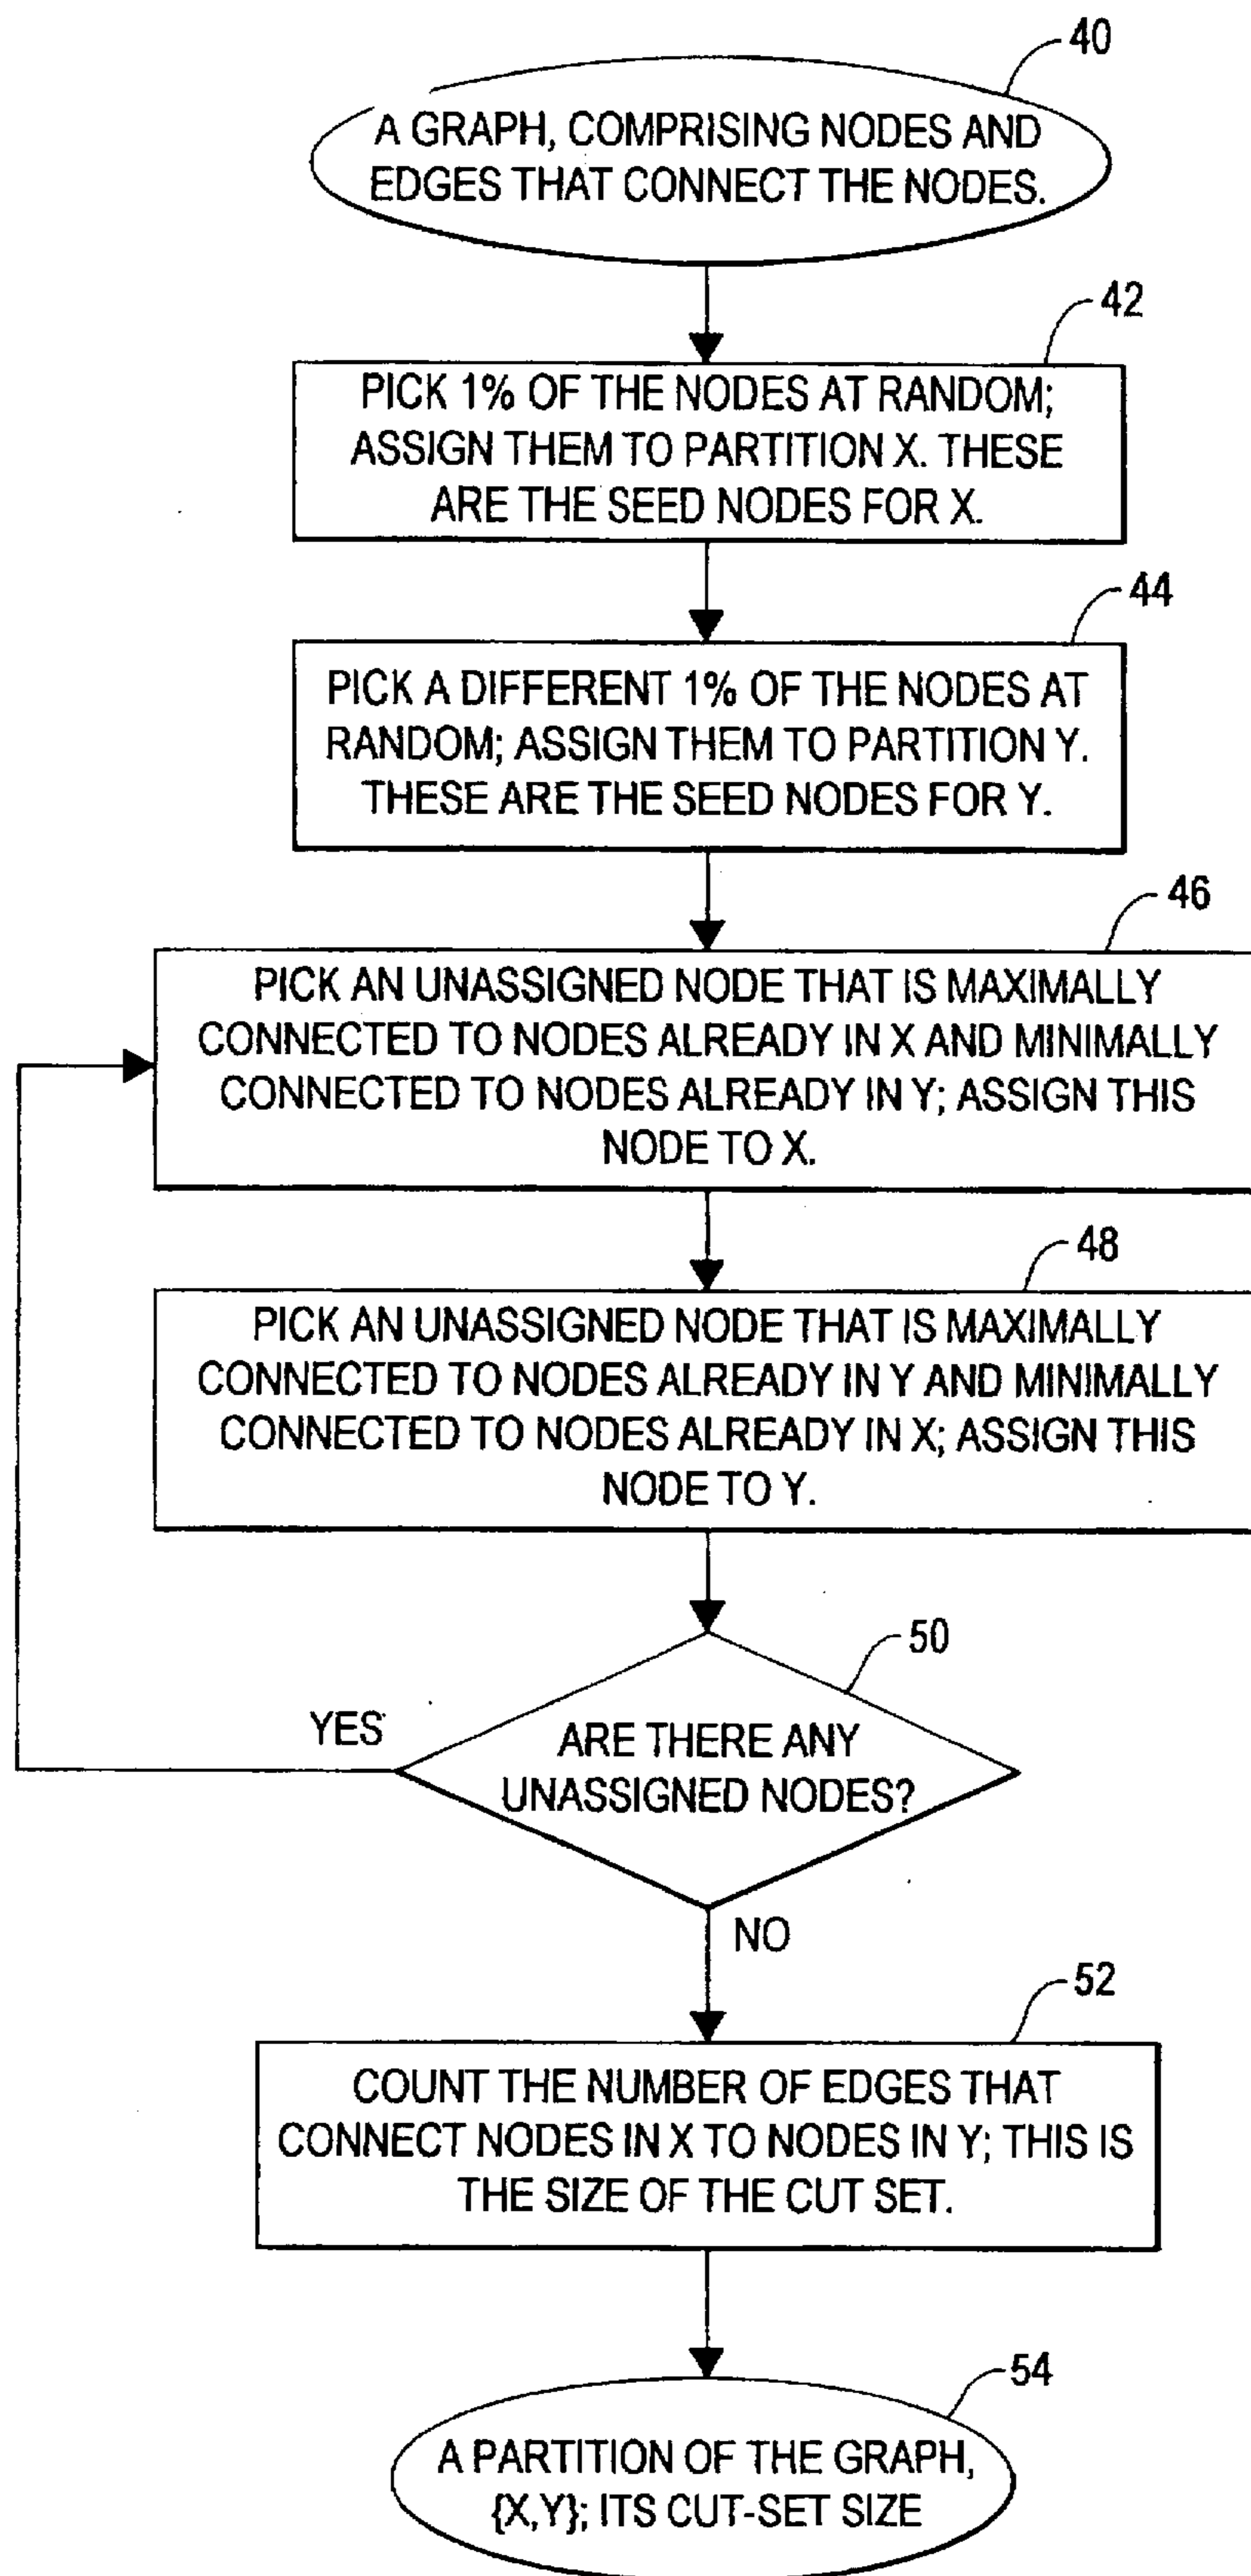 40
A GRAPH, COMPRISING NODES AND
EDGES THAT CONNECT THE NODES.
42
PICK 1% OF THE NODES AT RANDOM;
ASSIGN THEM TO PARTITION X. THESE
ARE THE SEED NODES FOR X.
44
PICK A DIFFERENT 1% OF THE NODES AT
RANDOM; ASSIGN THEM TO PARTITION Y.
THESE ARE THE SEED NODES FOR Y.
46
PICK AN UNASSIGNED NODE THAT IS MAXIMALLY
CONNECTED TO NODES ALREADY IN X AND MINIMALLY
CONNECTED TO NODES ALREADY IN Y; ASSIGN THIS
NODE TO X.
48
PICK AN UNASSIGNED NODE THAT IS MAXIMALLY
CONNECTED TO NODES ALREADY IN Y AND MINIMALLY
CONNECTED TO NODES ALREADY IN X; ASSIGN THIS
NODE TO Y.
50
YES
ARE THERE ANY
UNASSIGNED NODES?
NO
52
COUNT THE NUMBER OF EDGES THAT
CONNECT NODES IN X TO NODES IN Y; THIS IS
THE SIZE OF THE CUT SET.
54
A PARTITION OF THE GRAPH,
{X,Y}; ITS CUT-SET SIZE